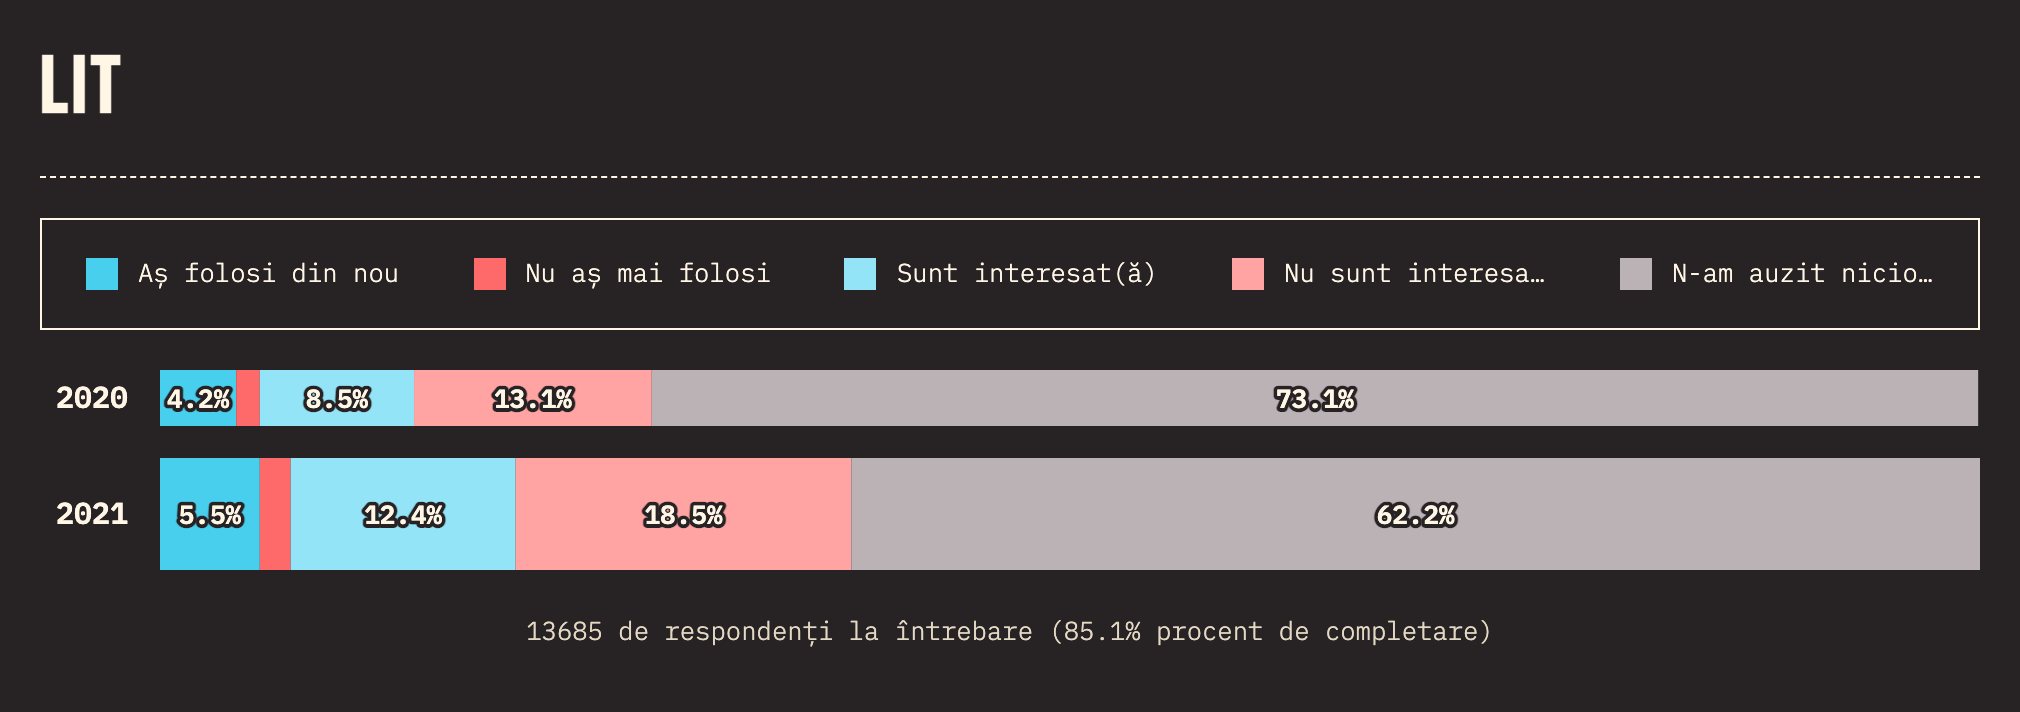 LIT
Aș folosi din nou Nu aș mai folosi Sunt interesat(ă) Nu sunt interesa… N-am auzit nicio…
2020 4.2% 8.5% 13.1% 73.1%
2021 5.5% 12.4% 18.5% 62.2%
13685 de respondenți la întrebare (85.1% procent de completare)